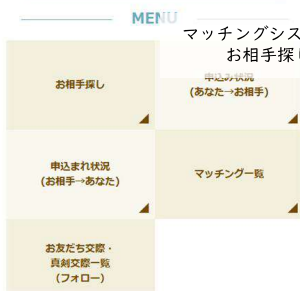 MENU
マッチングシス
お相手探し
お相手探し
申込み状況
(あなた→お相手)
申込まれ状況
(お相手→あなた)
マッチング一覧
お友だち交際・
真剣交際一覧
(フォロー)